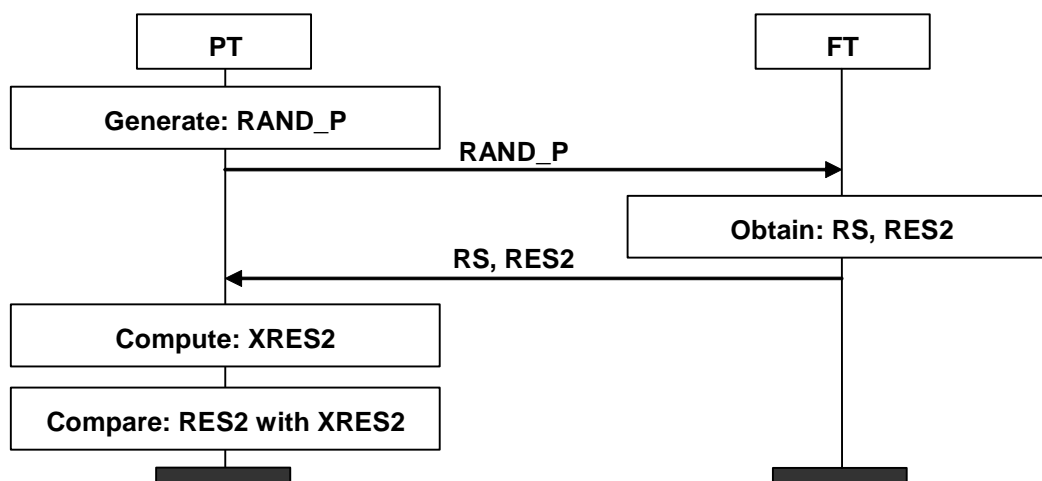 PT
FT
Generate: RAND_P
RAND_P
Obtain: RS, RES2
RS, RES2
Compute: XRES2
Compare: RES2 with XRES2